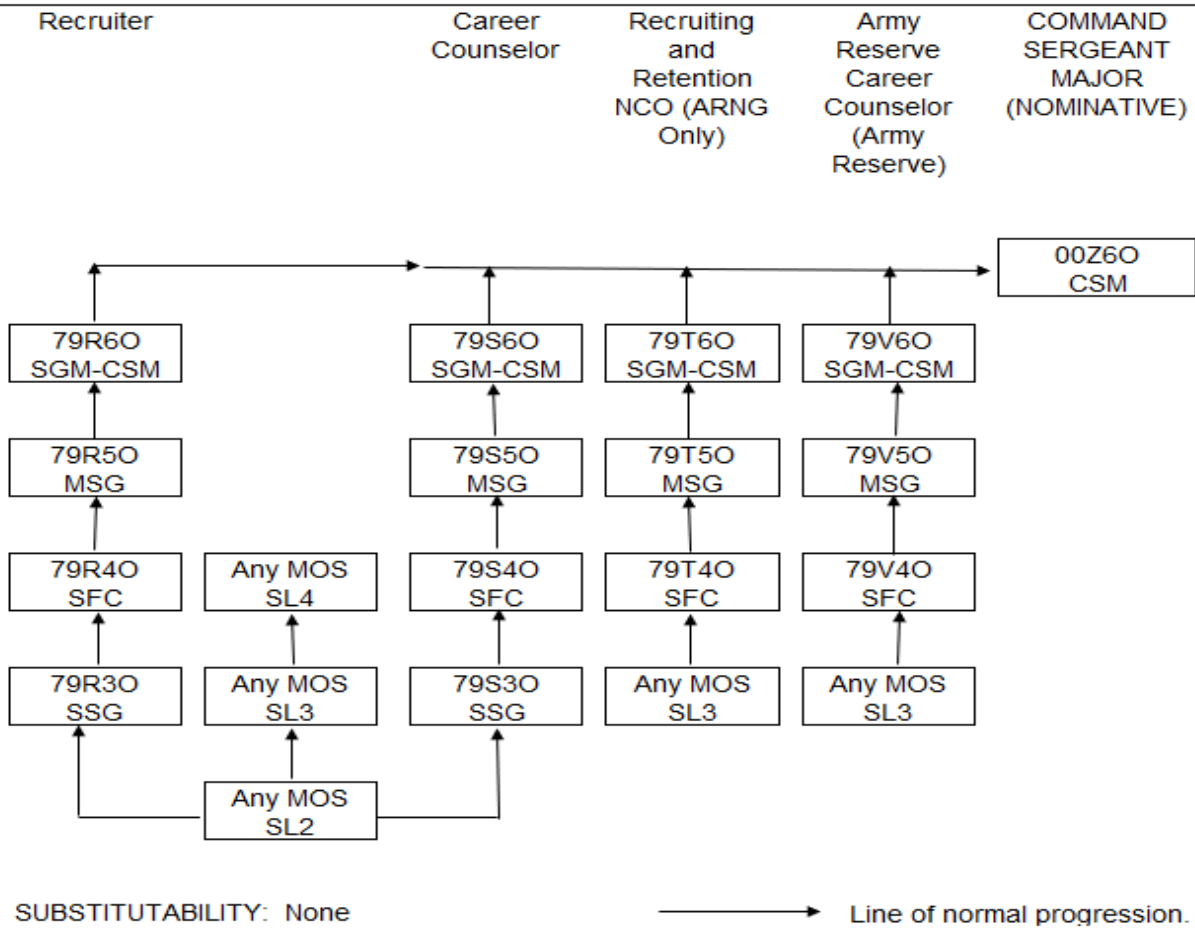 Recruiter
Career
Counselor
Recruiting
and
Retention
NCO (ARNG
Only)
Army
Reserve
Career
Counselor
(Army
Reserve)
COMMAND
SERGEANT
MAJOR
(NOMINATIVE)
00Z6O
CSM
79R6O
SGM-CSM
79S6O
SGM-CSM
79T6O
SGM-CSM
79V6O
SGM-CSM
79R5O
MSG
79S5O
MSG
79T5O
MSG
79V5O
MSG
79R4O
SFC
Any MOS
SL4
79S4O
SFC
79T4O
SFC
79V4O
SFC
79R3O
SSG
Any MOS
SL3
79S3O
SSG
Any MOS
SL3
Any MOS
SL3
Any MOS
SL2
SUBSTITUTABILITY: None
Line of normal progression.